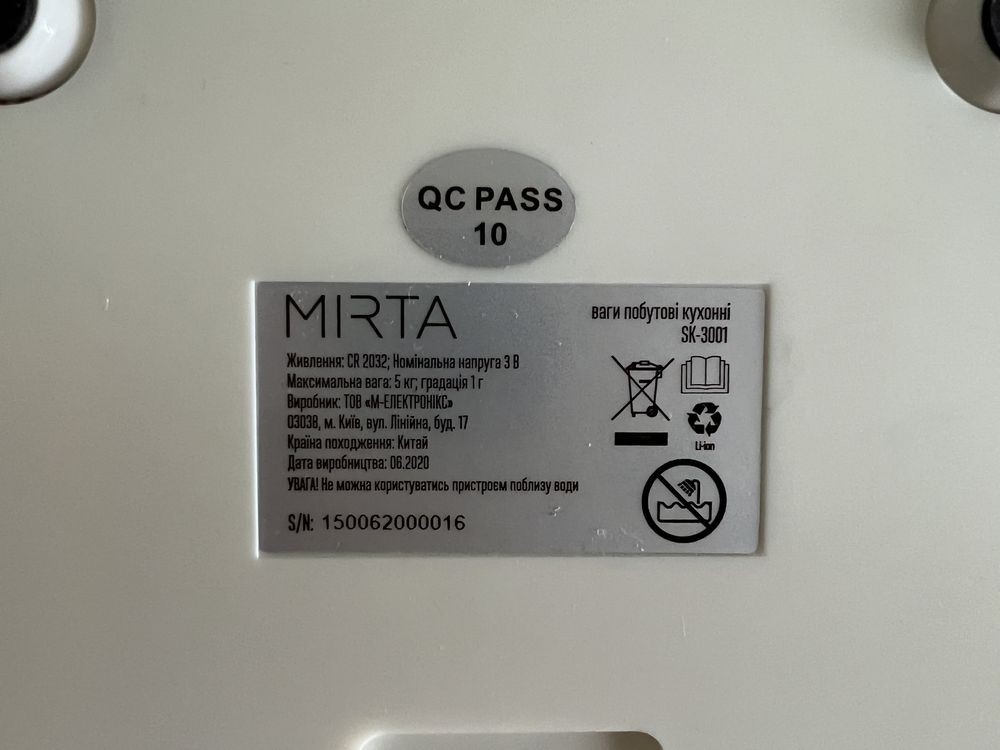 QC PASS
10
MIRTA
ваги побутові кухонні
SK-3001
Живлення: CR 2032; Номінальна напруга 3 В
Максимальна вага: 5 кг; градація 1 г
Виробник: ТОВ «М-ЕЛЕКТРОНІКС»
03038, м. Київ, вул. Лінійна, буд. 17
Країна походження: Китай
Дата виробництва: 06.2020
УВАГА! Не можна користуватись пристроєм поблизу води
S/N: 150062000016
Li-ion